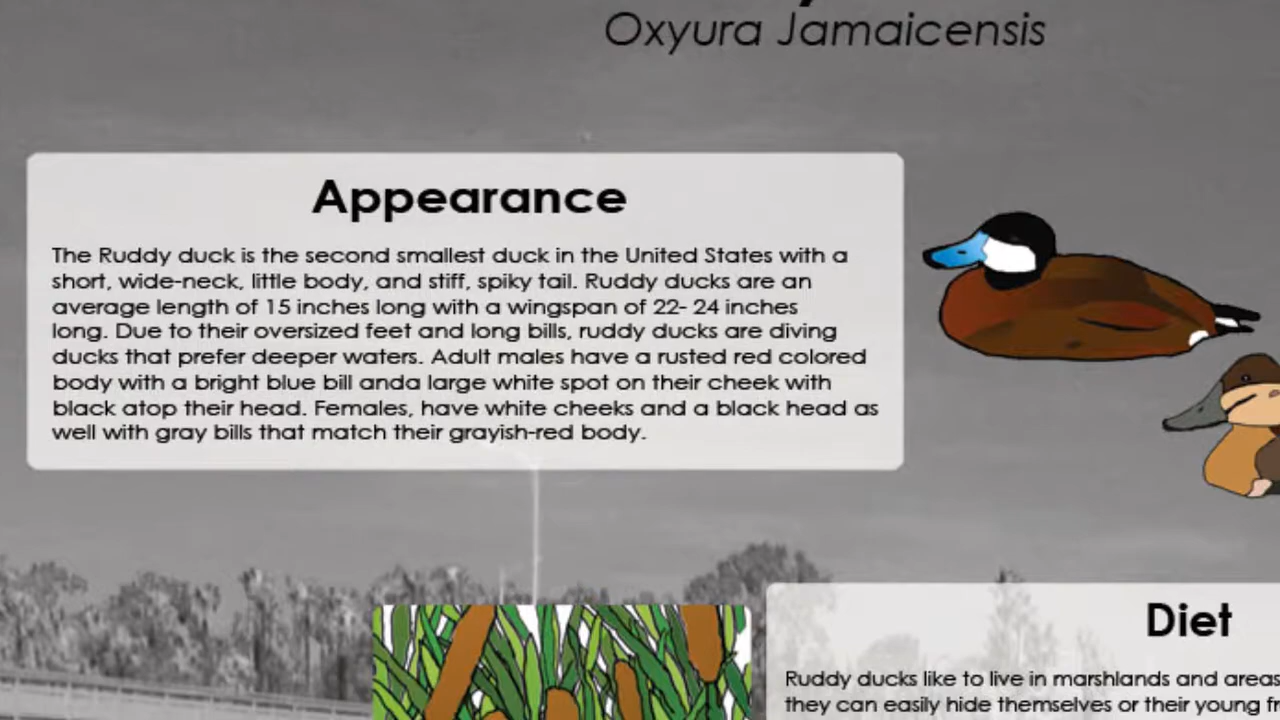 Oxyura Jamaicensis
Appearance
The Ruddy duck is the second smallest duck in the United States with a
short, wide-neck, little body, and stiff, spiky tail. Ruddy ducks are an
average length of 15 inches long with a wingspan of 22- 24 inches
long. Due to their oversized feet and long bills, ruddy ducks are diving
ducks that prefer deeper waters. Adult males have a rusted red colored
body with a bright blue bill anda large white spot on their cheek with
black atop their head. Females, have white cheeks and a black head as
well with gray bills that match their grayish-red body.
Diet
Ruddy ducks like to live in marshlands and areas
they can easily hide themselves or their young